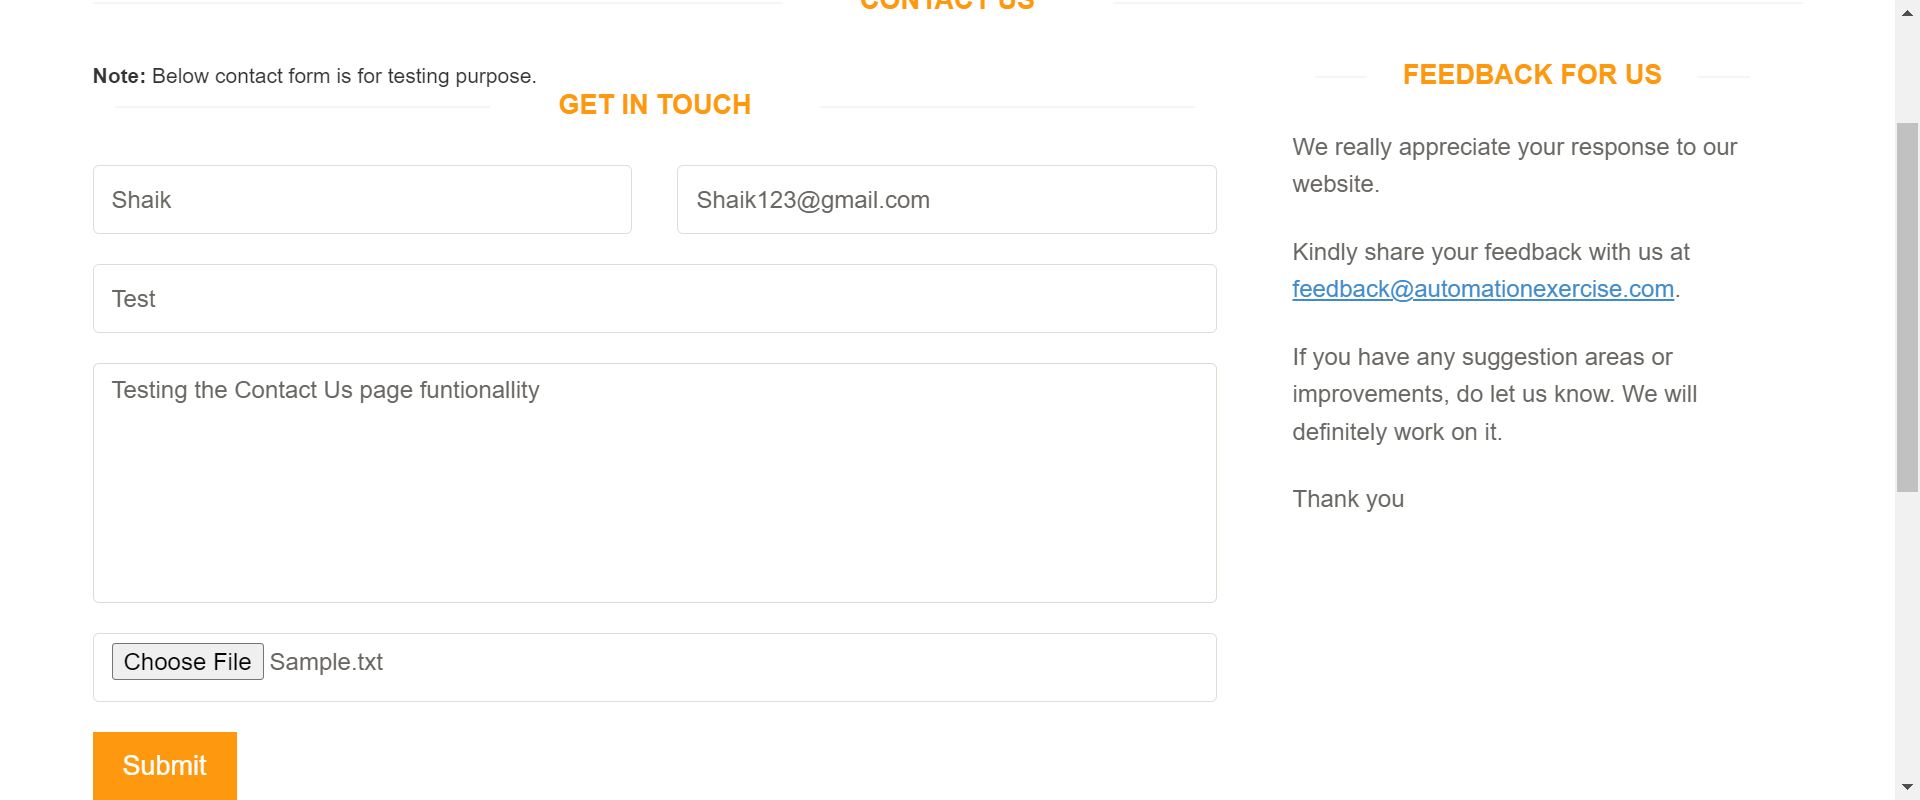 CONTACT US
Note: Below contact form is for testing purpose.
GET IN TOUCH
Shaik
Shaik123@gmail.com
Test
Testing the Contact Us page funtionallity
Choose File Sample.txt
Submit
FEEDBACK FOR US
We really appreciate your response to our
website.
Kindly share your feedback with us at
feedback@automationexercise.com.
If you have any suggestion areas or
improvements, do let us know. We will
definitely work on it.
Thank you